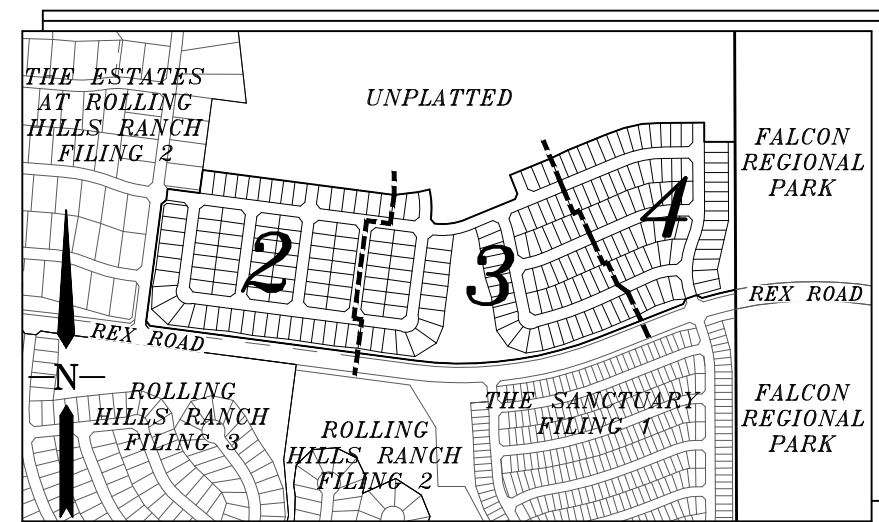 THE ESTATES
AT ROLLING
HILLS RANCH
FILING 2
UNPLATTED
FALCON
REGIONAL
PARK
2
3
4
REX ROAD
REX ROAD
N
ROLLING
HILLS RANCH
FILING 3
ROLLING
HILLS RANCH
FILING 2
THE SANCTUARY
FILING 1
FALCON
REGIONAL
PARK